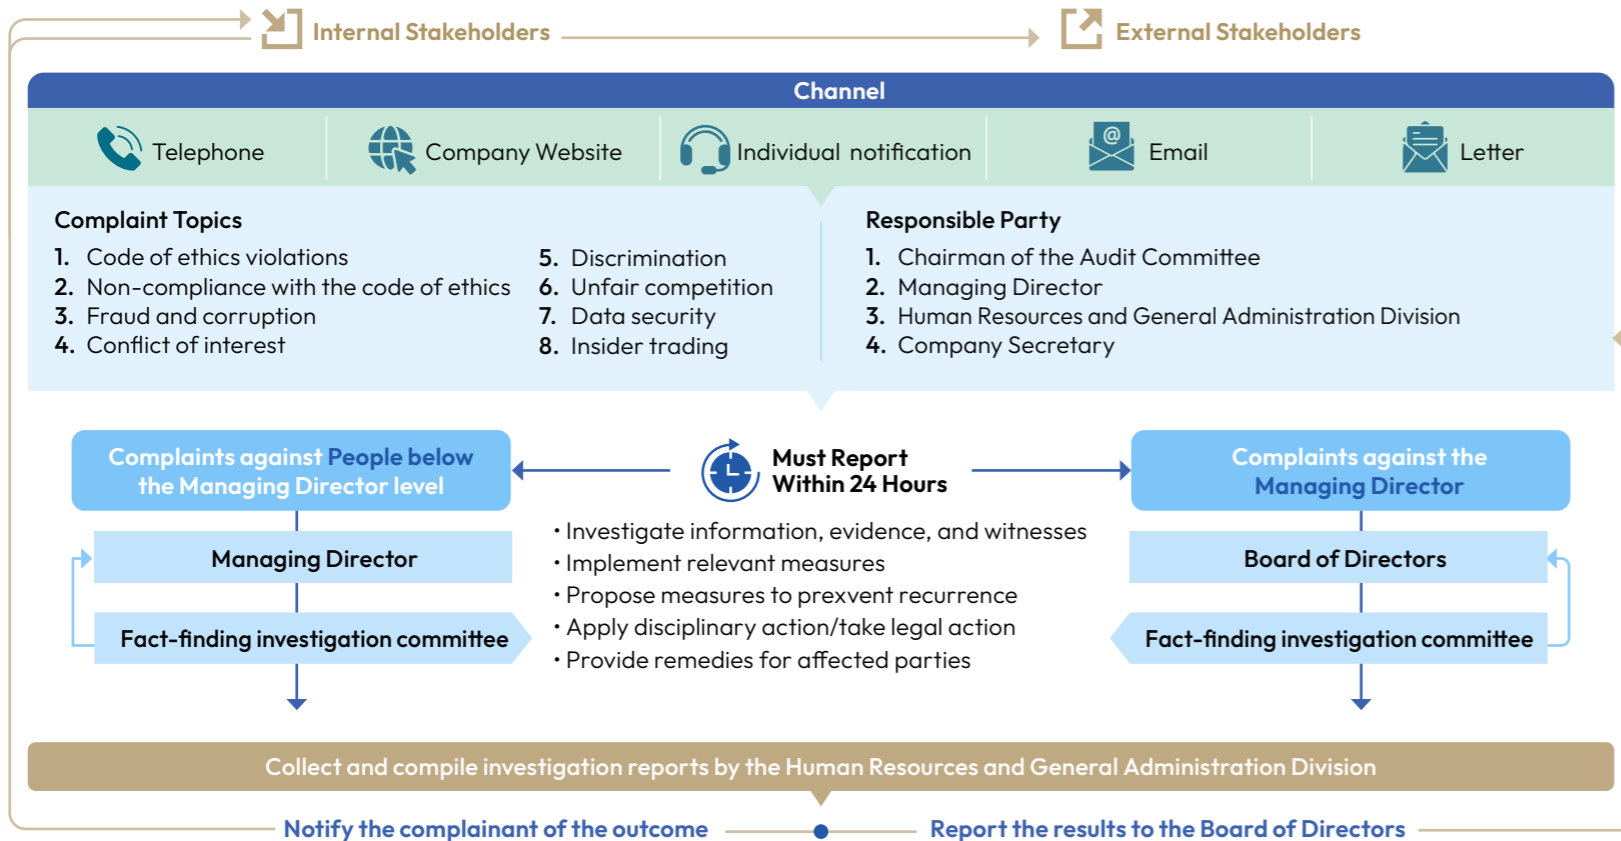 Internal Stakeholders
External Stakeholders
Channel
Telephone
Company Website
Individual notification
@
Email
Letter
Complaint Topics
1. Code of ethics violations
2. Non-compliance with the code of ethics
3. Fraud and corruption
4. Conflict of interest
5. Discrimination
6. Unfair competition
7. Data security
8. Insider trading
Responsible Party
1. Chairman of the Audit Committee
2. Managing Director
3. Human Resources and General Administration Division
4. Company Secretary
Complaints against People below
the Managing Director level
Managing Director
Fact-finding investigation committee
Must Report
Within 24 Hours
• Investigate information, evidence, and witnesses
• Implement relevant measures
• Propose measures to prexvent recurrence
• Apply disciplinary action/take legal action
• Provide remedies for affected parties
Complaints against the
Managing Director
Board of Directors
Fact-finding investigation committee
Collect and compile investigation reports by the Human Resources and General Administration Division
Notify the complainant of the outcome
Report the results to the Board of Directors